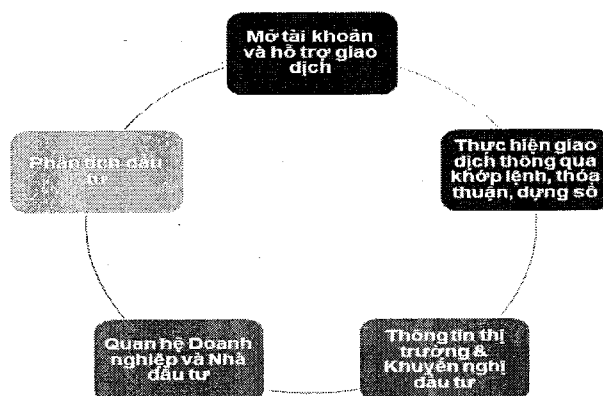 Mở tài khoản
và hỗ trợ giao
dịch
Thực hiện giao
dịch thông qua
khớp lệnh, thỏa
thuận, dựng sổ
Thông tin thị
trường &
Khuyến nghị
đầu tư
Quan hệ Doanh
nghiệp và Nhà
đầu tư
Phân tích đầu
tư